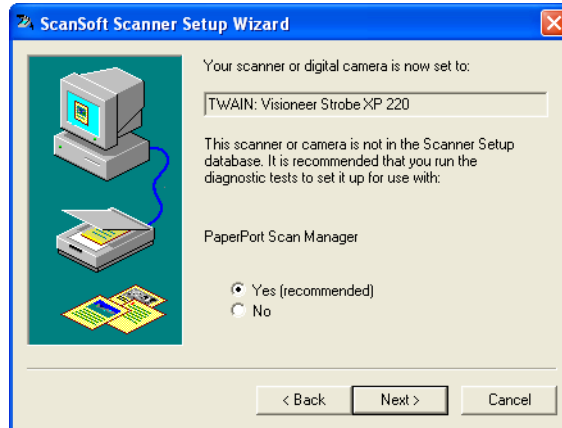 ScanSoft Scanner Setup Wizard
Your scanner or digital camera is now set to:
TWAIN: Visioneer Strobe XP 220
This scanner or camera is not in the Scanner Setup
database. It is recommended that you run the
diagnostic tests to set it up for use with:
PaperPort Scan Manager
Yes (recommended)
No
< Back Next > Cancel